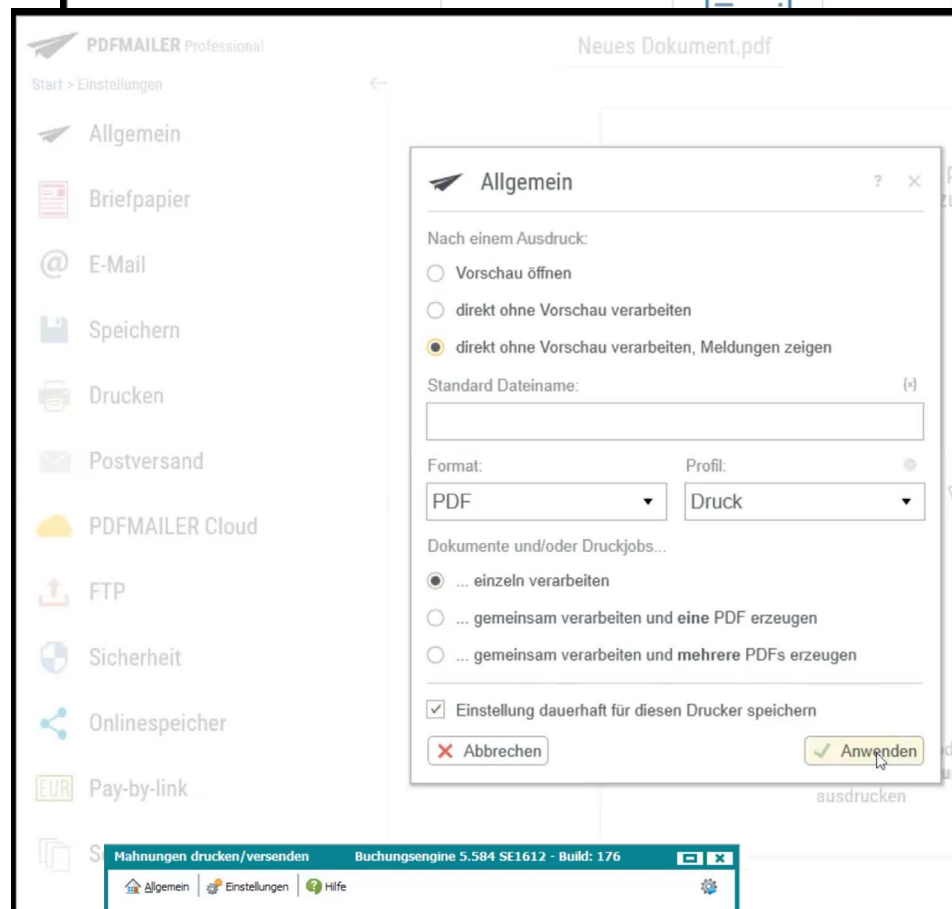 PDFMAILER Professional
Neues Dokument.pdf
Start > Einstellungen
Allgemein
Briefpapier
E-Mail
Speichern
Drucken
Postversand
PDFMAILER Cloud
FTP
Sicherheit
Onlinespeicher
EUR Pay-by-link
Allgemein ?
Nach einem Ausdruck:
Vorschau öffnen
direkt ohne Vorschau verarbeiten
direkt ohne Vorschau verarbeiten, Meldungen zeigen
Standard Dateiname: {x}
Format: Profil:
PDF Druck
Dokumente und/oder Druckjobs...
... einzeln verarbeiten
... gemeinsam verarbeiten und eine PDF erzeugen
... gemeinsam verarbeiten und mehrere PDFs erzeugen
Einstellung dauerhaft für diesen Drucker speichern
Abbrechen Anwenden
ausdrucken
Mahnungen drucken/versenden Buchungsengine 5.584 SE1612 - Build: 176
Allgemein Einstellungen Hilfe